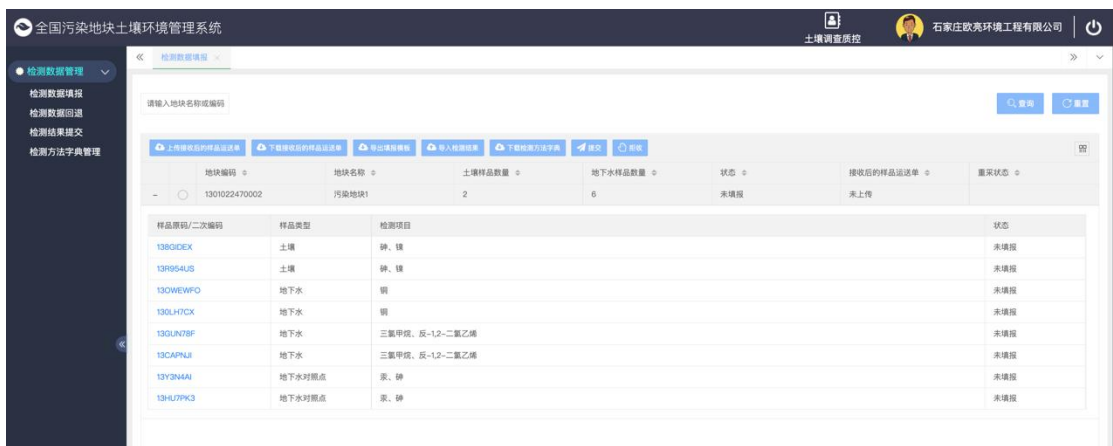 全国污染地块土壤环境管理系统
土壤调查质控
石家庄欧亮环境工程有限公司
检测数据管理
检测数据填报
检测数据回退
检测结果提交
检测方法字典管理
检测数据填报
请输入地块名称或编码
查询 重置
上传接收后的样品运送单 下载接收后的样品运送单 导出填报模板 导入检测结果 下载检测方法字典 提交 拒收
地块编码 地块名称 土壤样品数量 地下水样品数量 状态 接收后的样品运送单 重采状态
1301022470002 污染地块1 2 6 未填报 未上传
样品原码/二次编码 样品类型 检测项目 状态
138GIDEX 土壤 砷、镍 未填报
13R954US 土壤 砷、镍 未填报
13OWEWFO 地下水 铜 未填报
130LH7CX 地下水 铜 未填报
13GUN78F 地下水 三氯甲烷、反-1,2-二氯乙烯 未填报
13CAPNJI 地下水 三氯甲烷、反-1,2-二氯乙烯 未填报
13Y3N4AI 地下水对照点 汞、砷 未填报
13HU7PK3 地下水对照点 汞、砷 未填报